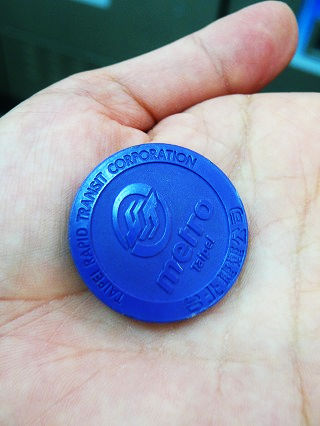 TAIPEI RAPID TRANSIT CORPORATION
metro
Taipei